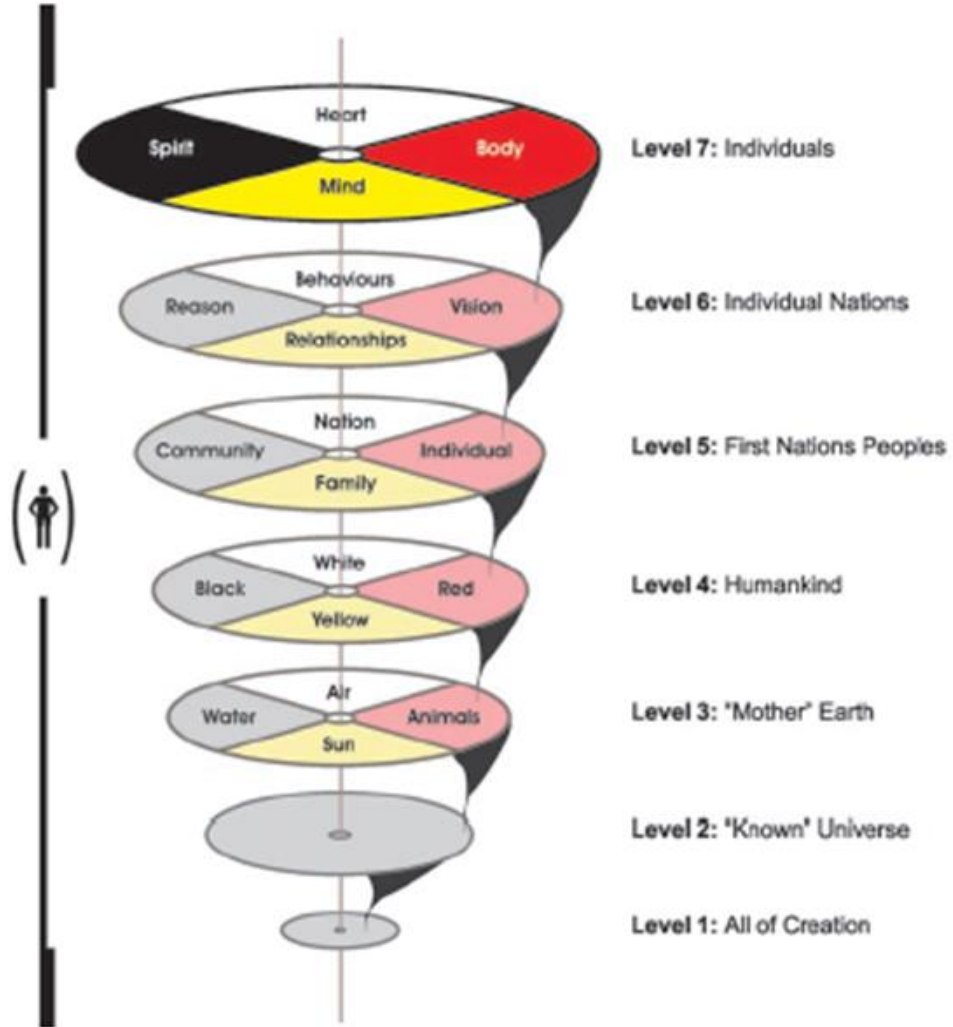 Heart
Spirit Body
Mind
Level 7: Individuals
Behaviours
Reason Vision
Relationships
Level 6: Individual Nations
Nation
Community Individual
Family
Level 5: First Nations Peoples
White
Black Red
Yellow
Level 4: Humankind
Air
Water Animals
Sun
Level 3: "Mother" Earth
Level 2: "Known" Universe
Level 1: All of Creation